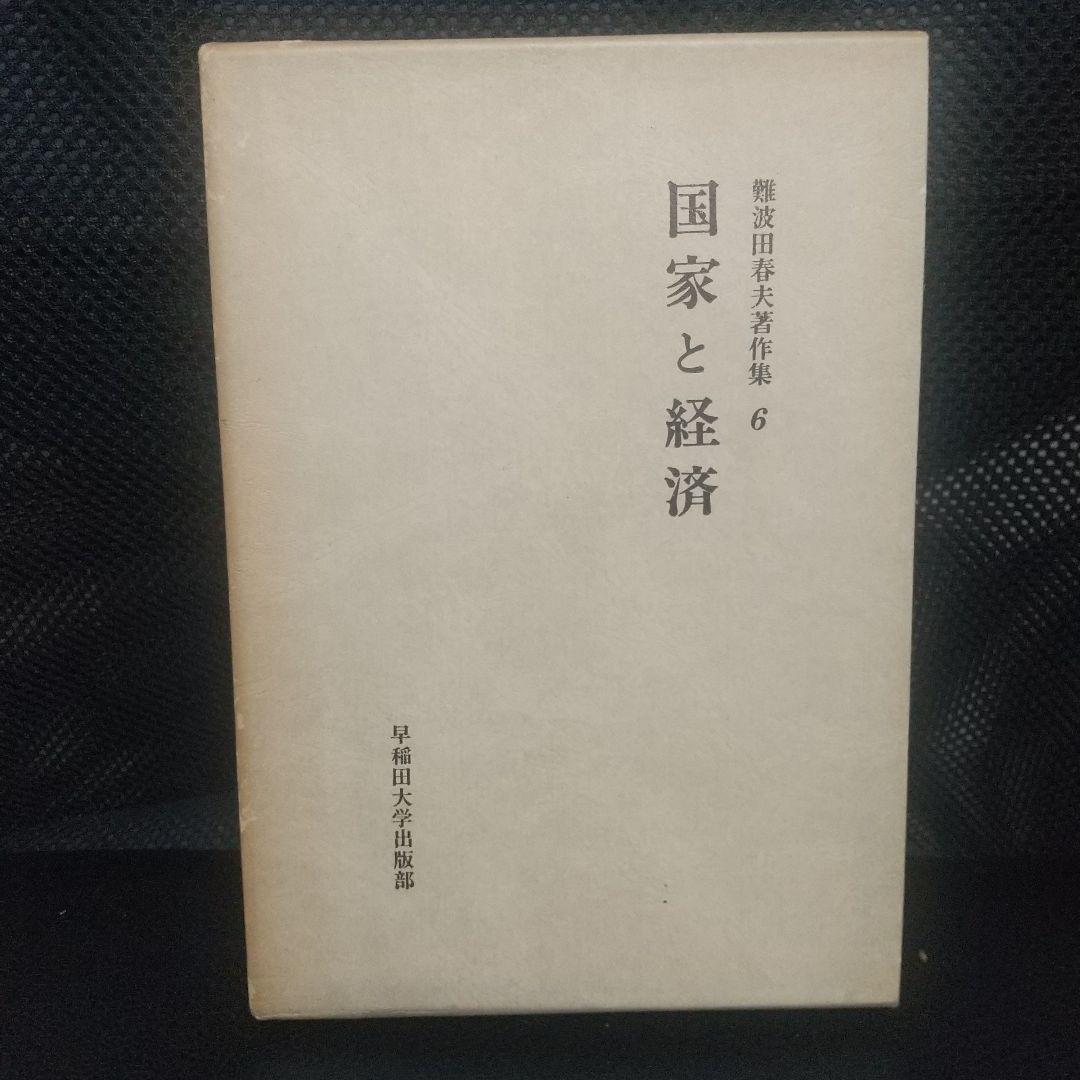 難波田春夫著作集 6
国家と経済
早稲田大学出版部